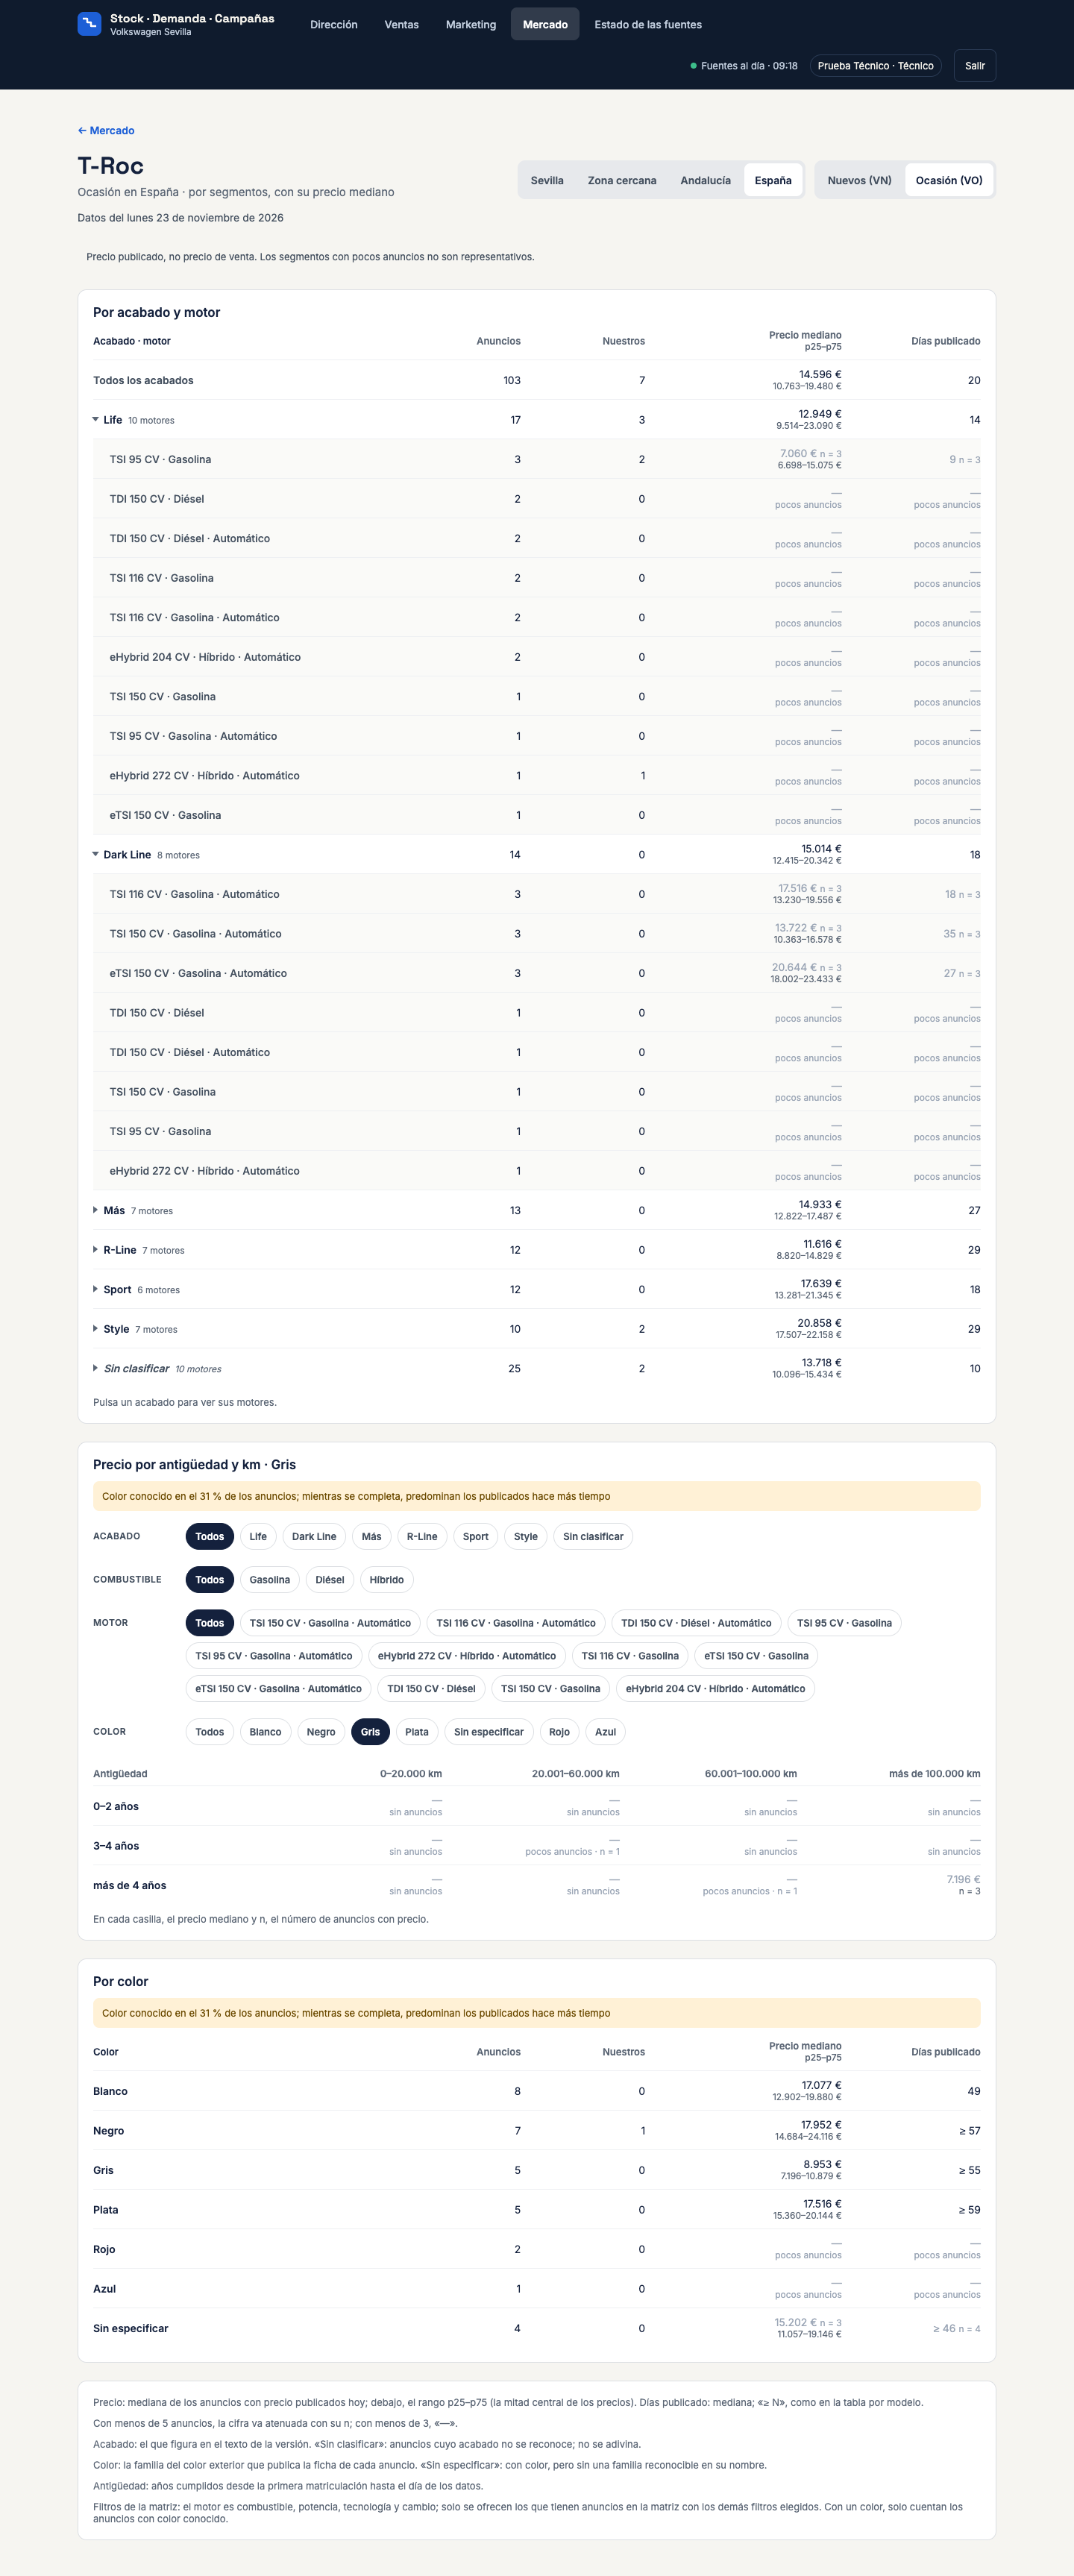 Stock · Demanda · Campañas
Volkswagen Sevilla
Dirección Ventas Marketing Mercado Estado de las fuentes
Fuentes al día · 09:18 Prueba Técnico · Técnico Salir
← Mercado
T-Roc
Ocasión en España · por segmentos, con su precio mediano
Datos del lunes 23 de noviembre de 2026
Sevilla Zona cercana Andalucía España Nuevos (VN) Ocasión (VO)
Precio publicado, no precio de venta. Los segmentos con pocos anuncios no son representativos.
Por acabado y motor
Acabado · motor Anuncios Nuestros Precio mediano p25–p75 Días publicado
Todos los acabados 103 7 14.596 € 10.763–19.480 € 20
Life 10 motores 17 3 12.949 € 9.514–23.090 € 14
TSI 95 CV · Gasolina 3 2 7.060 € n = 3 6.698–15.075 € 9 n = 3
TDI 150 CV · Diésel 2 0 — pocos anuncios — pocos anuncios
TDI 150 CV · Diésel · Automático 2 0 — pocos anuncios — pocos anuncios
TSI 116 CV · Gasolina 2 0 — pocos anuncios — pocos anuncios
TSI 116 CV · Gasolina · Automático 2 0 — pocos anuncios — pocos anuncios
eHybrid 204 CV · Híbrido · Automático 2 0 — pocos anuncios — pocos anuncios
TSI 150 CV · Gasolina 1 0 — pocos anuncios — pocos anuncios
TSI 95 CV · Gasolina · Automático 1 0 — pocos anuncios — pocos anuncios
eHybrid 272 CV · Híbrido · Automático 1 1 — pocos anuncios — pocos anuncios
eTSI 150 CV · Gasolina 1 0 — pocos anuncios — pocos anuncios
Dark Line 8 motores 14 0 15.014 € 12.415–20.342 € 18
TSI 116 CV · Gasolina · Automático 3 0 17.516 € n = 3 13.230–19.556 € 18 n = 3
TSI 150 CV · Gasolina · Automático 3 0 13.722 € n = 3 10.363–16.578 € 35 n = 3
eTSI 150 CV · Gasolina · Automático 3 0 20.644 € n = 3 18.002–23.433 € 27 n = 3
TDI 150 CV · Diésel 1 0 — pocos anuncios — pocos anuncios
TDI 150 CV · Diésel · Automático 1 0 — pocos anuncios — pocos anuncios
TSI 150 CV · Gasolina 1 0 — pocos anuncios — pocos anuncios
TSI 95 CV · Gasolina 1 0 — pocos anuncios — pocos anuncios
eHybrid 272 CV · Híbrido · Automático 1 0 — pocos anuncios — pocos anuncios
Más 7 motores 13 0 14.933 € 12.822–17.487 € 27
R-Line 7 motores 12 0 11.616 € 8.820–14.829 € 29
Sport 6 motores 12 0 17.639 € 13.281–21.345 € 18
Style 7 motores 10 2 20.858 € 17.507–22.158 € 29
Sin clasificar 10 motores 25 2 13.718 € 10.096–15.434 € 10
Pulsa un acabado para ver sus motores.
Precio por antigüedad y km · Gris
Color conocido en el 31 % de los anuncios; mientras se completa, predominan los publicados hace más tiempo
ACABADO Todos Life Dark Line Más R-Line Sport Style Sin clasificar
COMBUSTIBLE Todos Gasolina Diésel Híbrido
MOTOR Todos TSI 150 CV · Gasolina · Automático TSI 116 CV · Gasolina · Automático TDI 150 CV · Diésel · Automático TSI 95 CV · Gasolina
TSI 95 CV · Gasolina · Automático eHybrid 272 CV · Híbrido · Automático TSI 116 CV · Gasolina eTSI 150 CV · Gasolina
eTSI 150 CV · Gasolina · Automático TDI 150 CV · Diésel TSI 150 CV · Gasolina eHybrid 204 CV · Híbrido · Automático
COLOR Todos Blanco Negro Gris Plata Sin especificar Rojo Azul
Antigüedad 0–20.000 km 20.001–60.000 km 60.001–100.000 km más de 100.000 km
0–2 años — sin anuncios — sin anuncios — sin anuncios — sin anuncios
3–4 años — sin anuncios — pocos anuncios · n = 1 — sin anuncios — sin anuncios
más de 4 años — sin anuncios — sin anuncios — pocos anuncios · n = 1 7.196 € n = 3
En cada casilla, el precio mediano y n, el número de anuncios con precio.
Por color
Color conocido en el 31 % de los anuncios; mientras se completa, predominan los publicados hace más tiempo
Color Anuncios Nuestros Precio mediano p25–p75 Días publicado
Blanco 8 0 17.077 € 12.902–19.880 € 49
Negro 7 1 17.952 € 14.684–24.116 € ≥ 57
Gris 5 0 8.953 € 7.196–10.879 € ≥ 55
Plata 5 0 17.516 € 15.360–20.144 € ≥ 59
Rojo 2 0 — pocos anuncios — pocos anuncios
Azul 1 0 — pocos anuncios — pocos anuncios
Sin especificar 4 0 15.202 € n = 3 11.057–19.146 € ≥ 46 n = 4
Precio: mediana de los anuncios con precio publicados hoy; debajo, el rango p25–p75 (la mitad central de los precios). Días publicado: mediana; «≥ N», como en la tabla por modelo.
Con menos de 5 anuncios, la cifra va atenuada con su n; con menos de 3, «—».
Acabado: el que figura en el texto de la versión. «Sin clasificar»: anuncios cuyo acabado no se reconoce; no se adivina.
Color: la familia del color exterior que publica la ficha de cada anuncio. «Sin especificar»: con color, pero sin una familia reconocible en su nombre.
Antigüedad: años cumplidos desde la primera matriculación hasta el día de los datos.
Filtros de la matriz: el motor es combustible, potencia, tecnología y cambio; solo se ofrecen los que tienen anuncios en la matriz con los demás filtros elegidos. Con un color, solo cuentan los
anuncios con color conocido.